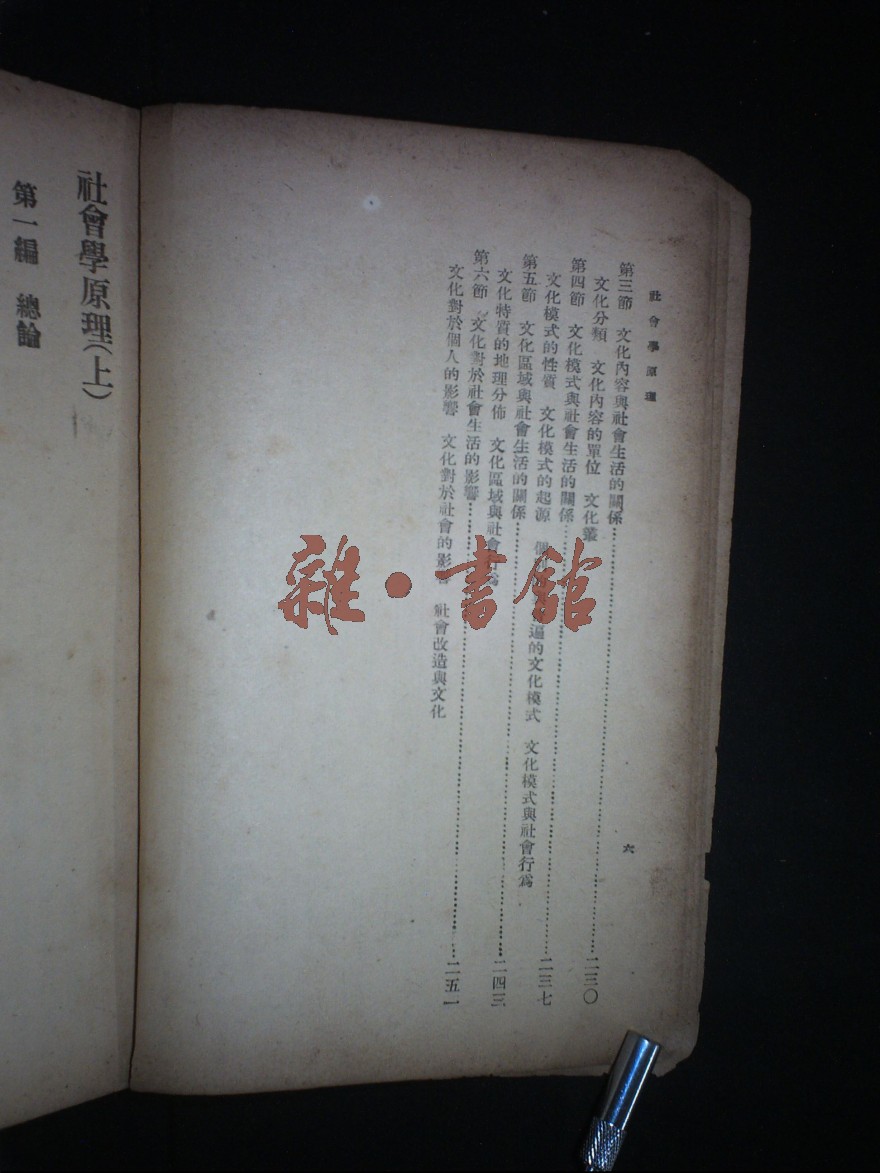 社會學原理
六
第三節　文化內容與社會生活的關係……二三〇
文化分類　文化內容的單位　文化叢
第四節　文化模式與社會生活的關係……二三七
文化模式的性質　文化模式的起源　遍的文化模式　文化模式與社會行爲
第五節　文化區域與社會生活的關係……二四三
文化特質的地理分佈　文化區域與社會行爲
第六節　文化對於社會生活的影響……二五一
文化對於個人的影響　文化對於社會的影響　社會改造與文化
社會學原理(上)
第一編　總論
雜·書館